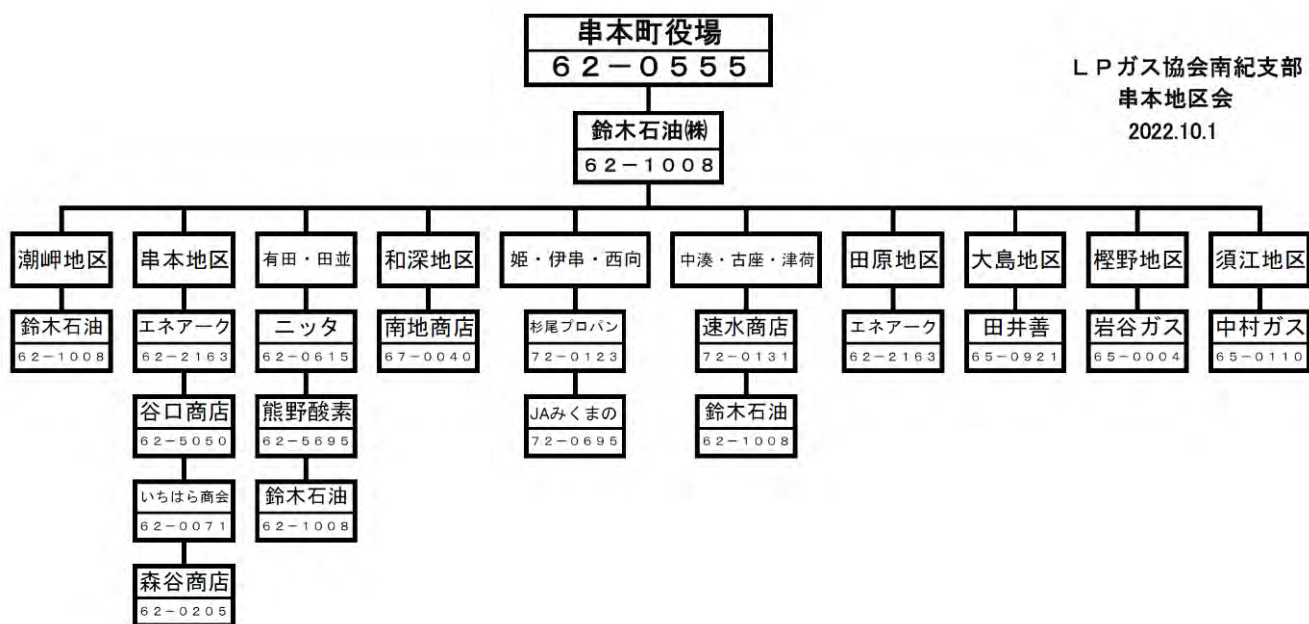 串本町役場
６２－０５５５
ＬＰガス協会南紀支部
串本地区会
2022.10.1
鈴木石油㈱
６２－１００８
潮岬地区
串本地区
有田・田並
和深地区
姫・伊串・西向
中湊・古座・津荷
田原地区
大島地区
樫野地区
須江地区
鈴木石油
６２－１００８
エネアーク
６２－２１６３
ニッタ
６２－０６１５
南地商店
６７－００４０
杉尾プロパン
７２－０１２３
速水商店
７２－０１３１
エネアーク
６２－２１６３
田井善
６５－０９２１
岩谷ガス
６５－０００４
中村ガス
６５－０１１０
谷口商店
６２－５０５０
熊野酸素
６２－５６９５
JAみくまの
７２－０６９５
鈴木石油
６２－１００８
いちはら商会
６２－００７１
鈴木石油
６２－１００８
森谷商店
６２－０２０５